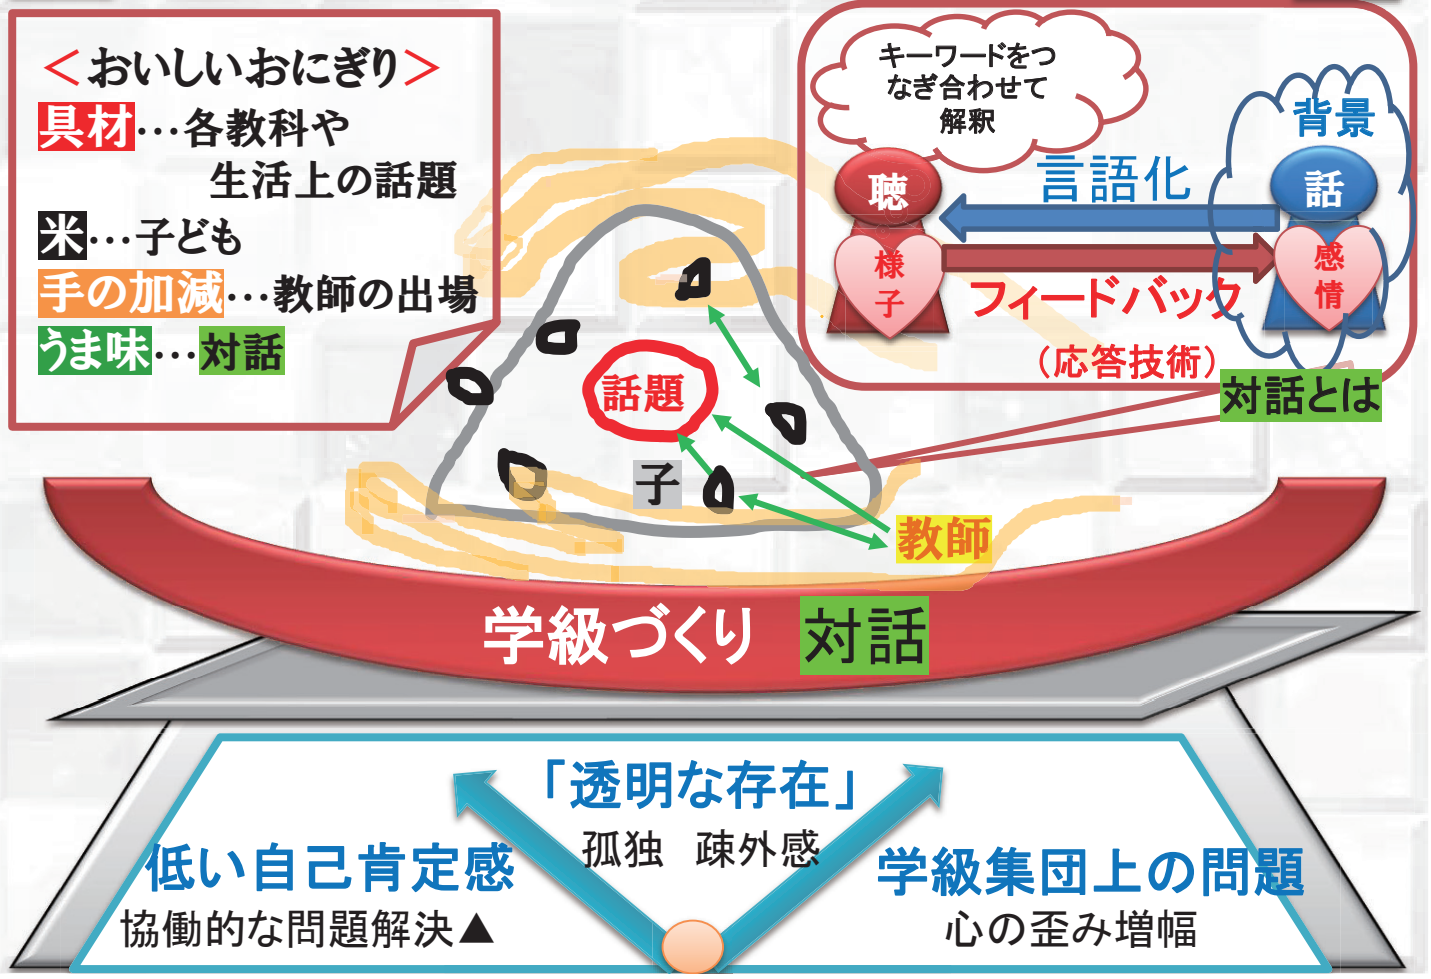 ＜おいしいおにぎり＞
具材…各教科や
生活上の話題
米…子ども
手の加減…教師の出場
うま味…対話
キーワードをつ
なぎ合わせて
解釈
背景
聴
言語化
話
様
子
感
情
フィードバック
（応答技術）
対話とは
話題
子
教師
学級づくり　対話
「透明な存在」
孤独　疎外感
低い自己肯定感
協働的な問題解決▲
学級集団上の問題
心の歪み増幅